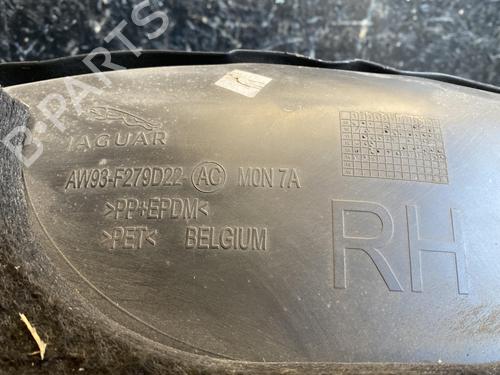 B-PARTS
JAGUAR
AW93-F279D22- AC M0N 7A
>PP+EPDM<
>PET< BELGIUM
RH